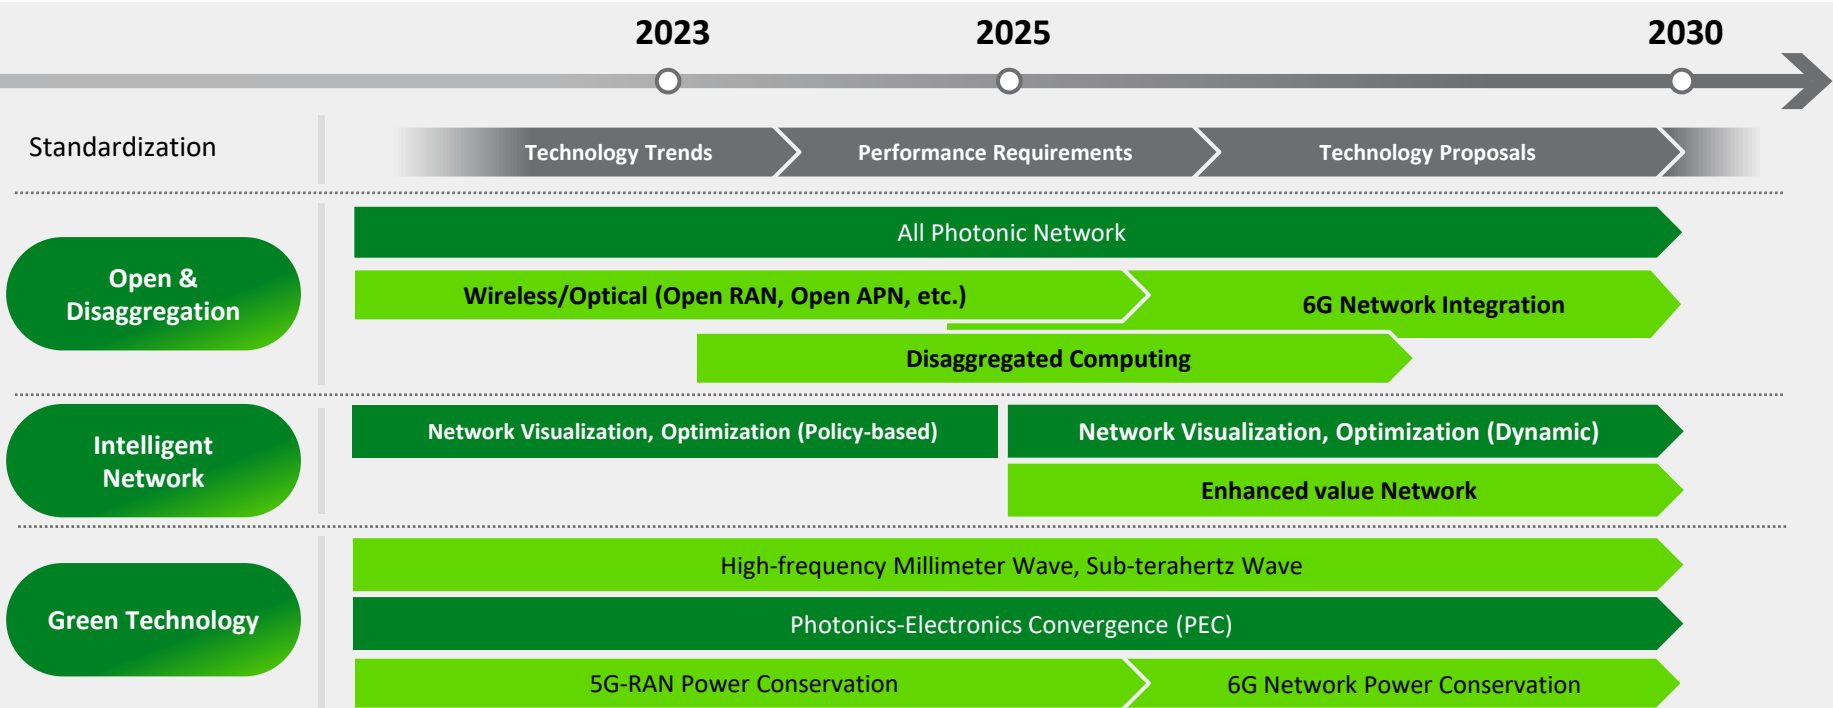 2023
2025
2030
Standardization
Technology Trends
Performance Requirements
Technology Proposals
Open &
Disaggregation
All Photonic Network
Wireless/Optical (Open RAN, Open APN, etc.)
6G Network Integration
Disaggregated Computing
Intelligent
Network
Network Visualization, Optimization (Policy-based)
Network Visualization, Optimization (Dynamic)
Enhanced value Network
Green Technology
High-frequency Millimeter Wave, Sub-terahertz Wave
Photonics-Electronics Convergence (PEC)
5G-RAN Power Conservation
6G Network Power Conservation